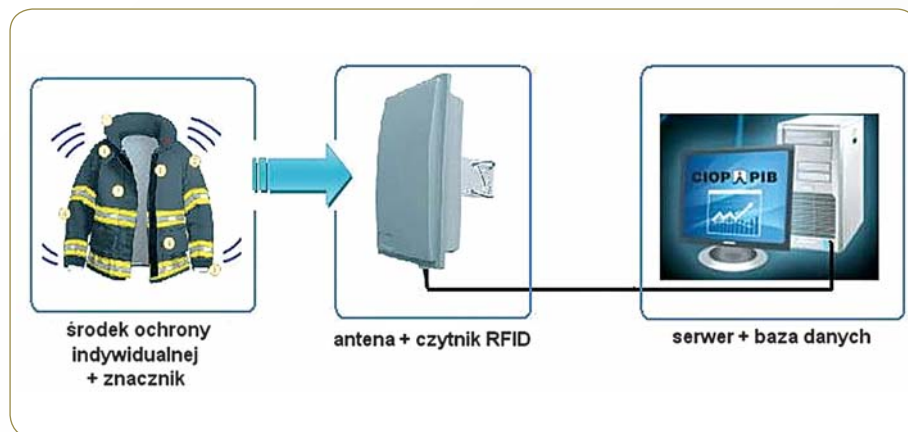 CIOP PIB
środek ochrony
indywidualnej
+ znacznik
antena + czytnik RFID
serwer + baza danych